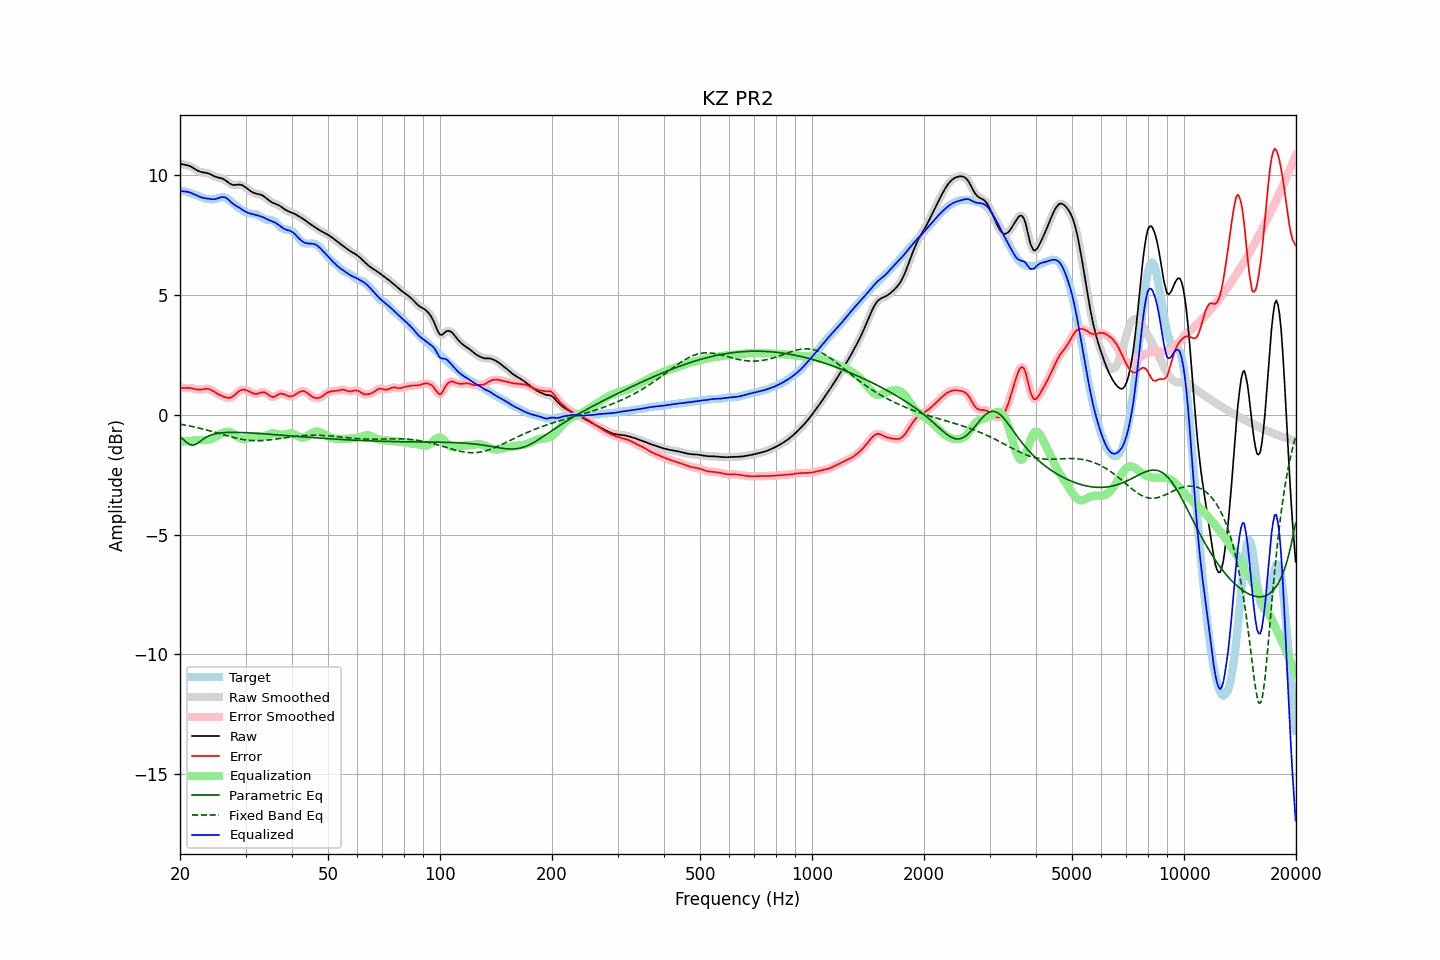 KZ PR2
Amplitude (dBr)
10
5
0
−5
−10
−15
Target
Raw Smoothed
Error Smoothed
Raw
Error
Equalization
Parametric Eq
Fixed Band Eq
Equalized
20 50 100 200 500 1000 2000 5000 10000 20000
Frequency (Hz)